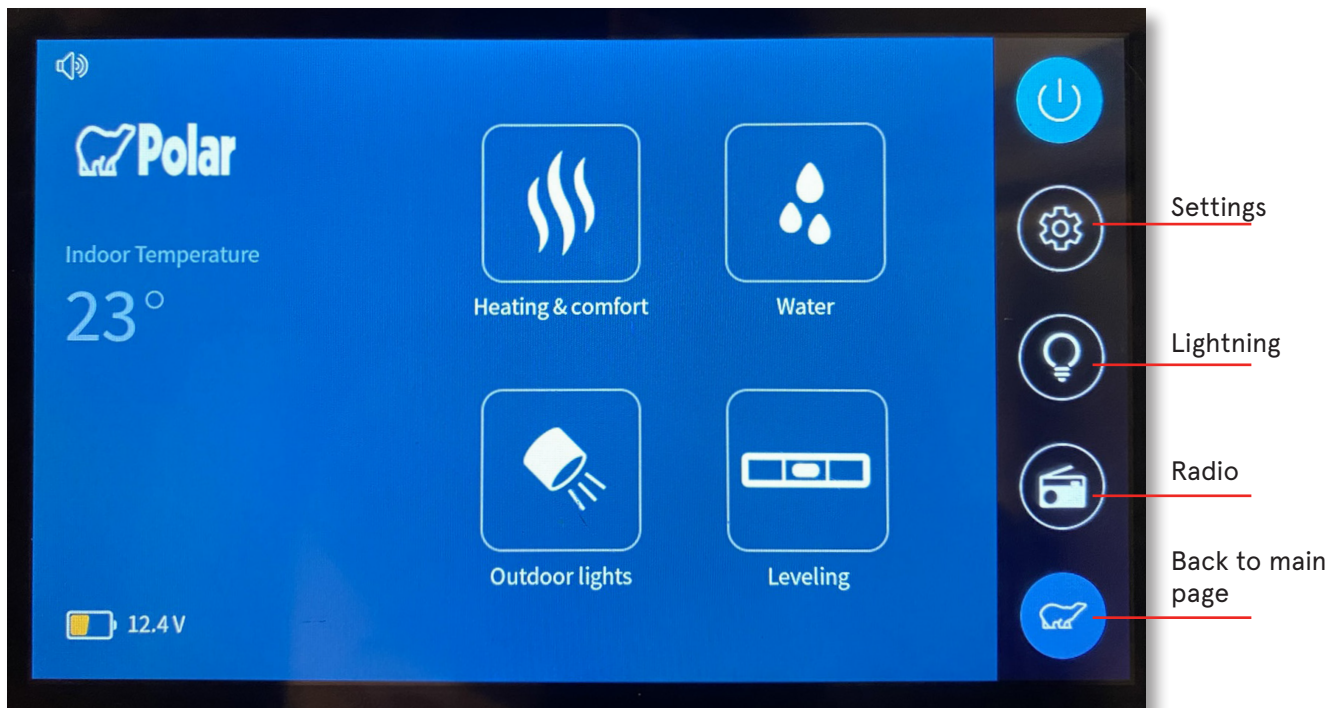 Polar
Indoor Temperature
23°
Heating & comfort
Water
Outdoor lights
Leveling
12.4 V
Settings
Lightning
Radio
Back to main
page